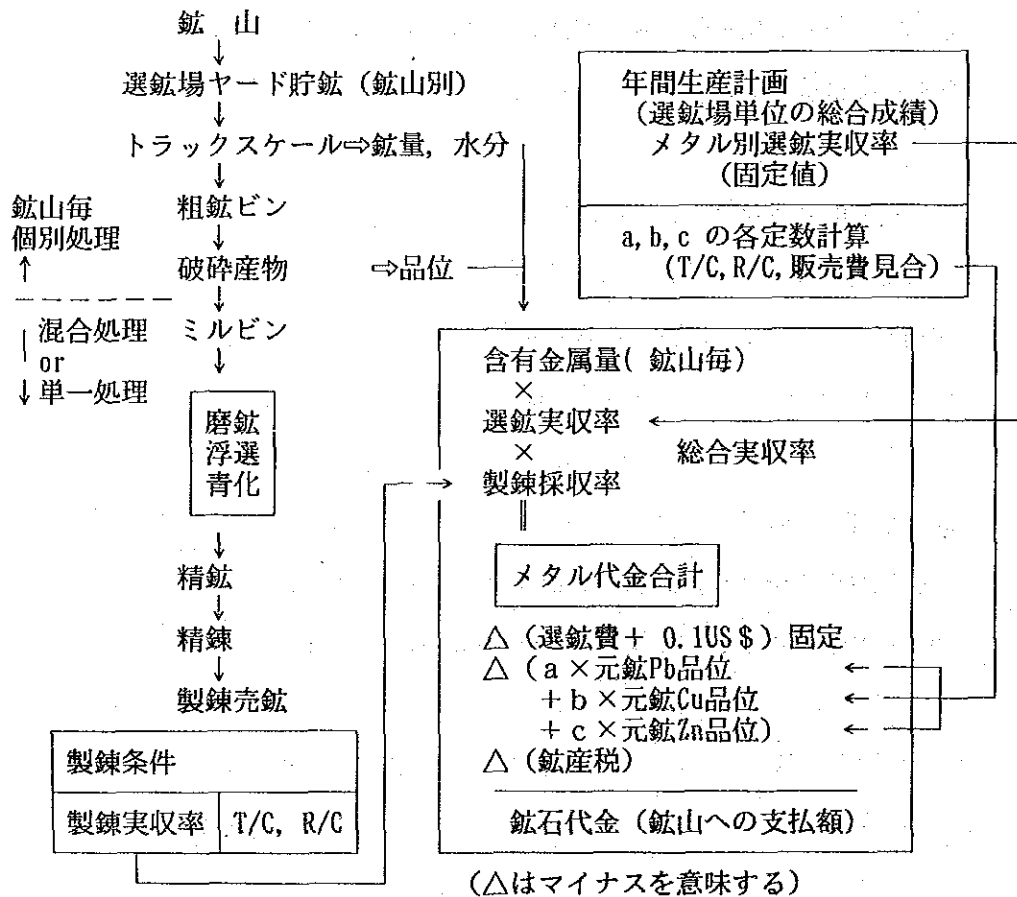 鉱 山
↓
選鉱場ヤード貯鉱（鉱山別）
↓
トラックスケール⇨鉱量，水分
↓
鉱山毎
個別処理
↑
粗鉱ビン
↓
破砕産物 ⇨品位
↓
混合処理
or
↓ 単一処理
ミルビン
↓
磨鉱
浮選
青化
↓
精鉱
↓
精錬
↓
製錬売鉱
製錬条件
製錬実収率
T/C, R/C
年間生産計画
（選鉱場単位の総合成績）
メタル別選鉱実収率
（固定値）
a, b, c の各定数計算
（T/C, R/C, 販売費見合）
含有金属量（ 鉱山毎）
×
選鉱実収率 ←
× 総合実収率
→ 製錬採収率
‖
メタル代金合計
△（選鉱費＋ 0.1US＄）固定
△（a ×元鉱Pb品位 ←
＋b ×元鉱Cu品位 ←
＋c ×元鉱Zn品位） ←
△（鉱産税）
鉱石代金（鉱山への支払額）
（△はマイナスを意味する）